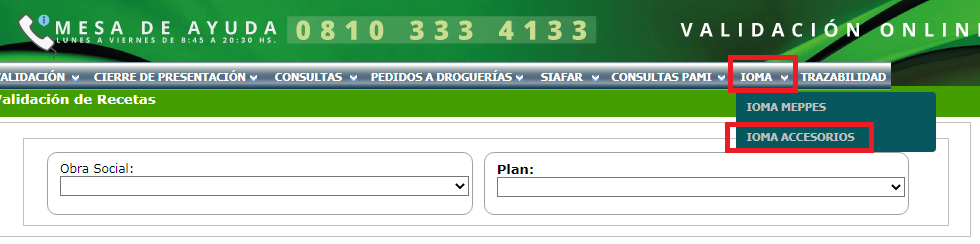 MESA DE AYUDA 0810 333 4133 VALIDACIÓN ONLIN
LUNES A VIERNES DE 8:45 A 20:30 HS.
ALIDACIÓN CIERRE DE PRESENTACIÓN CONSULTAS PEDIDOS A DROGUERÍAS SIAFAR CONSULTAS PAMI IOMA TRAZABILIDAD
Validación de Recetas
IOMA MEPPES
IOMA ACCESORIOS
Obra Social:
Plan: